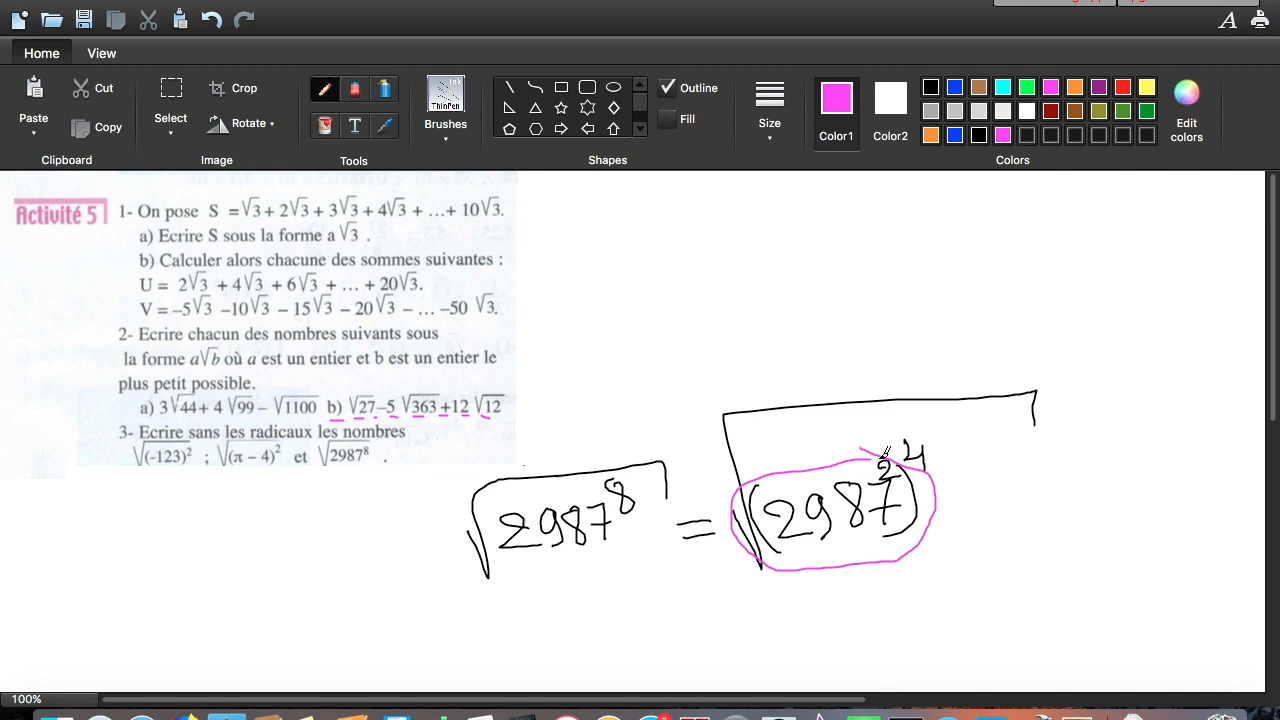 A
Home View
Cut
Crop
Outline
Copy
Rotate
Fill
Paste
Select
Ink
ThinPen
Brushes
Size
Color1
Color2
Edit
colors
Clipboard
Image
Tools
T
Shapes
Colors
Activité 5
1- On pose S =√3 + 2√3 + 3√3 + 4√3 + ...+ 10√3.
a) Ecrire S sous la forme a √3 .
b) Calculer alors chacune des sommes suivantes :
U = 2√3 + 4√3 + 6√3 + ... + 20√3.
V = –5√3 –10√3 – 15√3 – 20√3 – ... –50 √3.
2- Ecrire chacun des nombres suivants sous
la forme a√b où a est un entier et b est un entier le
plus petit possible.
a) 3√44+ 4 √99 – √1100 b) √27–5 √363 +12 √12
3- Ecrire sans les radicaux les nombres
√(-123)² ; √(π – 4)² et √2987⁸ .
√2987⁸ = √(2987²)⁴
100%